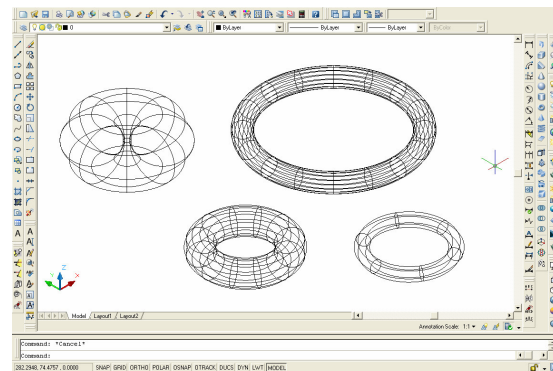 0
ByLayer
ByLayer
ByLayer
ByColor
A
A
Z
X
Y
Model
Layout1
Layout2
Annotation Scale: 1:1
Command: *Cancel*
Command:
282.2948, 74.4757, 0.0000
SNAP GRID ORTHO POLAR OSNAP OTRACK DUCS DYN LWT MODEL